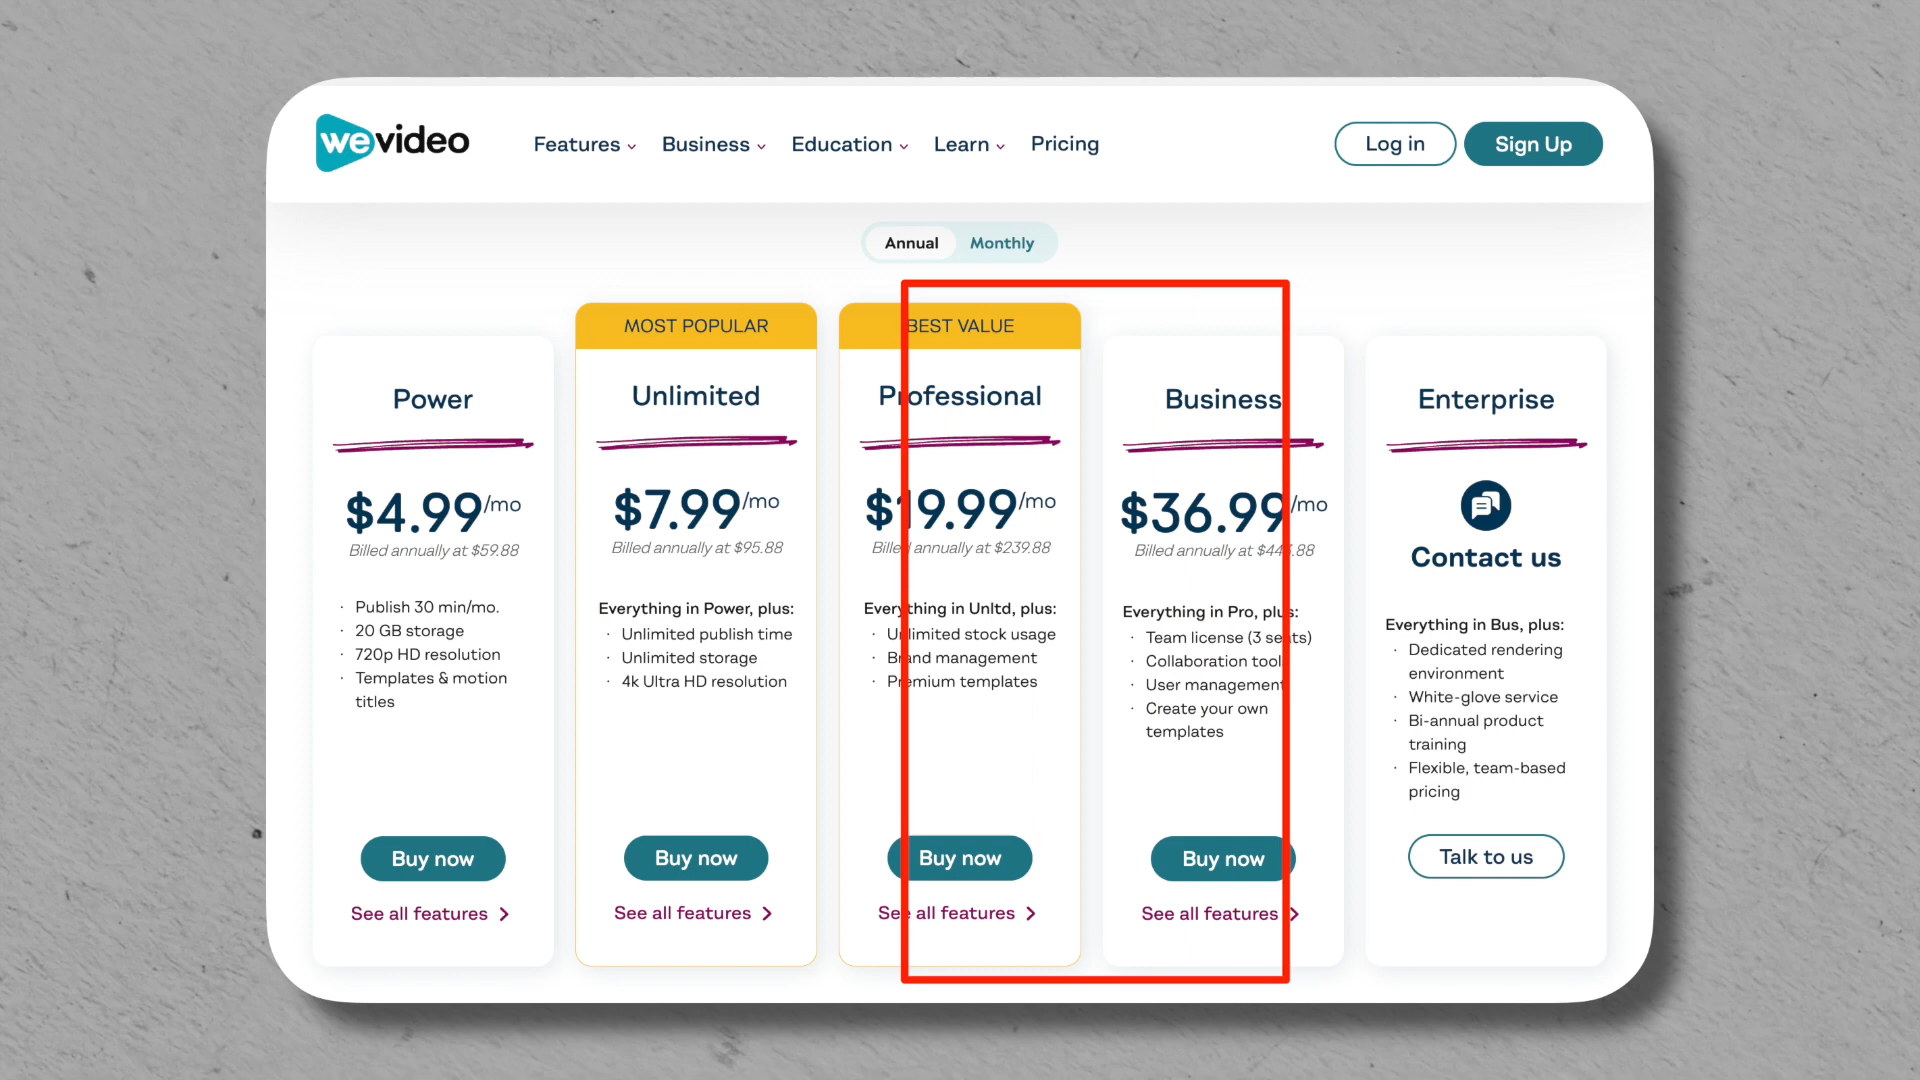 wevideo
Features
Business
Education
Learn
Pricing
Log in
Sign Up
Annual
Monthly
Power
$4.99/mo
Billed annually at $59.88
· Publish 30 min/mo.
· 20 GB storage
· 720p HD resolution
· Templates & motion
titles
Buy now
See all features
MOST POPULAR
Unlimited
$7.99/mo
Billed annually at $95.88
Everything in Power, plus:
· Unlimited publish time
· Unlimited storage
· 4k Ultra HD resolution
Buy now
See all features
BEST VALUE
Professional
$19.99/mo
Billed annually at $239.88
Everything in Unltd, plus:
· Unlimited stock usage
· Brand management
· Premium templates
Buy now
See all features
Business
$36.99/mo
Billed annually at
Everything in Pro, plus:
· Team license (3 seats)
· Collaboration tool
· User management
· Create your own
templates
Buy now
See all features
Enterprise
Contact us
Everything in Bus, plus:
· Dedicated rendering
environment
· White-glove service
· Bi-annual product
training
· Flexible, team-based
pricing
Talk to us